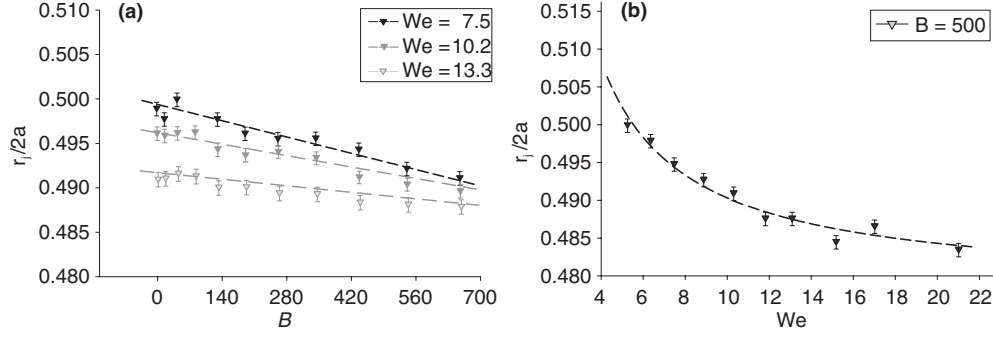 (a)
We = 7.5
We = 10.2
We = 13.3
0.510
0.505
0.500
0.495
0.490
0.485
0.480
r_j/2a
0 140 280 420 560 700
B
(b)
B = 500
0.515
0.510
0.505
0.500
0.495
0.490
0.485
0.480
r_j/2a
4 6 8 10 12 14 16 18 20 22
We